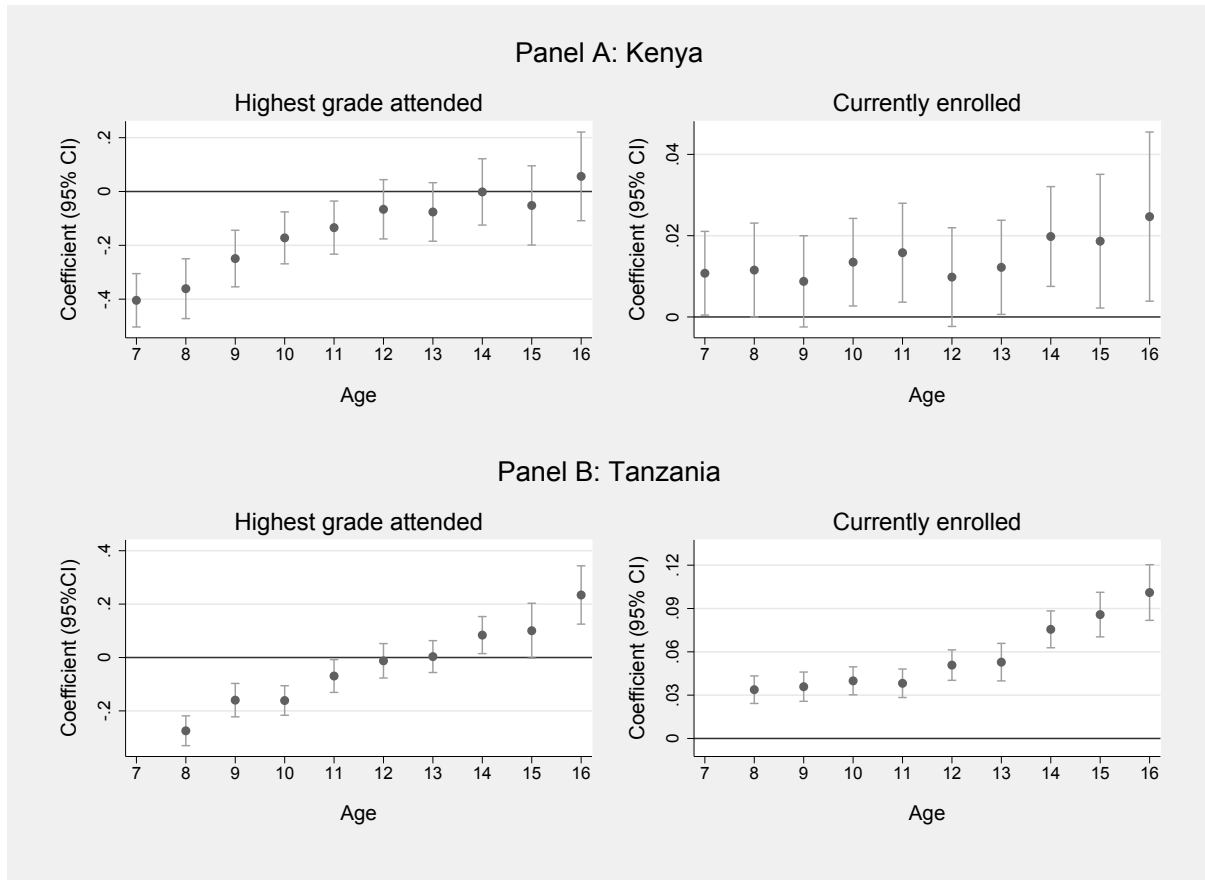 Panel A: Kenya
Highest grade attended
Coefficient (95% CI)
.2
0
-.2
-.4
7 8 9 10 11 12 13 14 15 16
Age
Currently enrolled
Coefficient (95% CI)
.04
.02
0
7 8 9 10 11 12 13 14 15 16
Age
Panel B: Tanzania
Highest grade attended
Coefficient (95%CI)
.4
.2
0
-.2
7 8 9 10 11 12 13 14 15 16
Age
Currently enrolled
Coefficient (95% CI)
.12
.09
.06
.03
0
7 8 9 10 11 12 13 14 15 16
Age